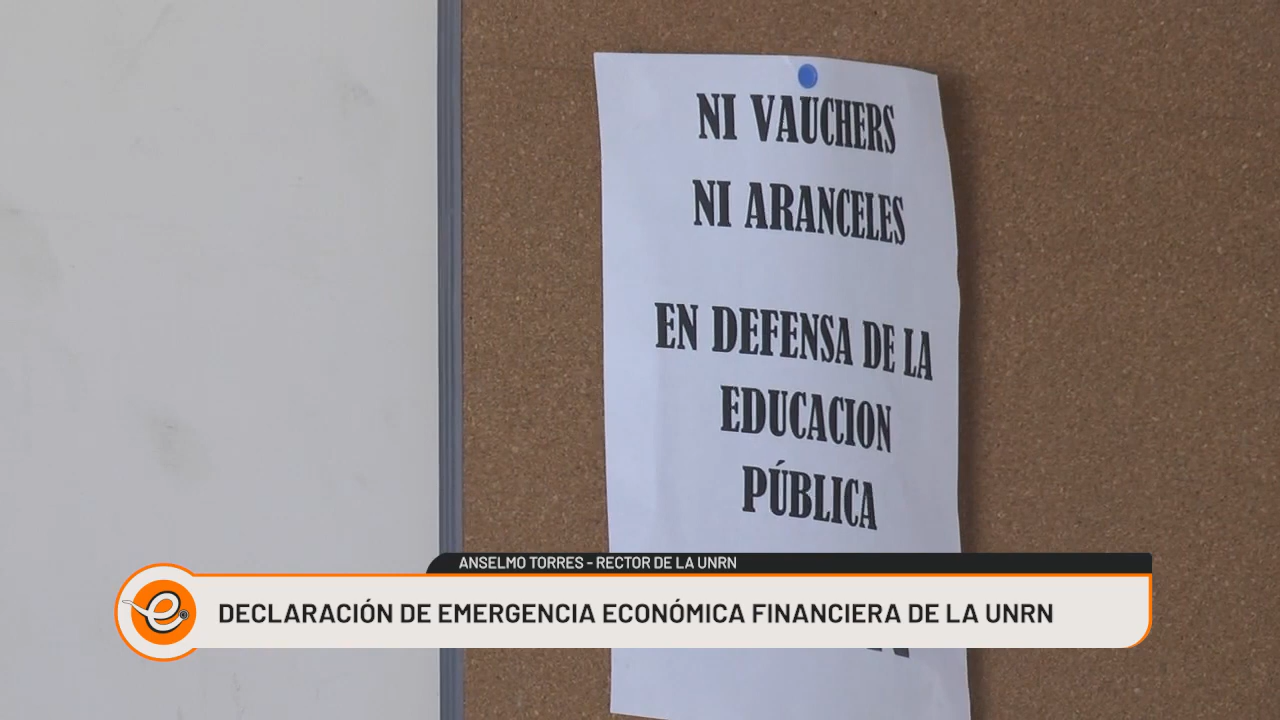 NI VAUCHERS
NI ARANCELES
EN DEFENSA DE LA
EDUCACION
PÚBLICA
ANSELMO TORRES - RECTOR DE LA UNRN
DECLARACIÓN DE EMERGENCIA ECONÓMICA FINANCIERA DE LA UNRN